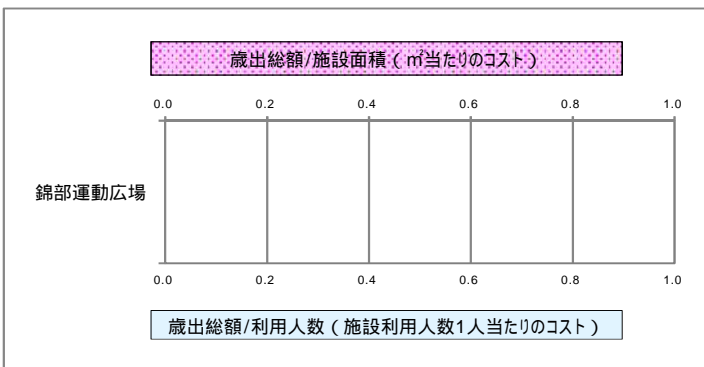 歳出総額/施設面積（㎡当たりのコスト）
0.0 0.2 0.4 0.6 0.8 1.0
錦部運動広場
0.0 0.2 0.4 0.6 0.8 1.0
歳出総額/利用人数（施設利用人数1人当たりのコスト）